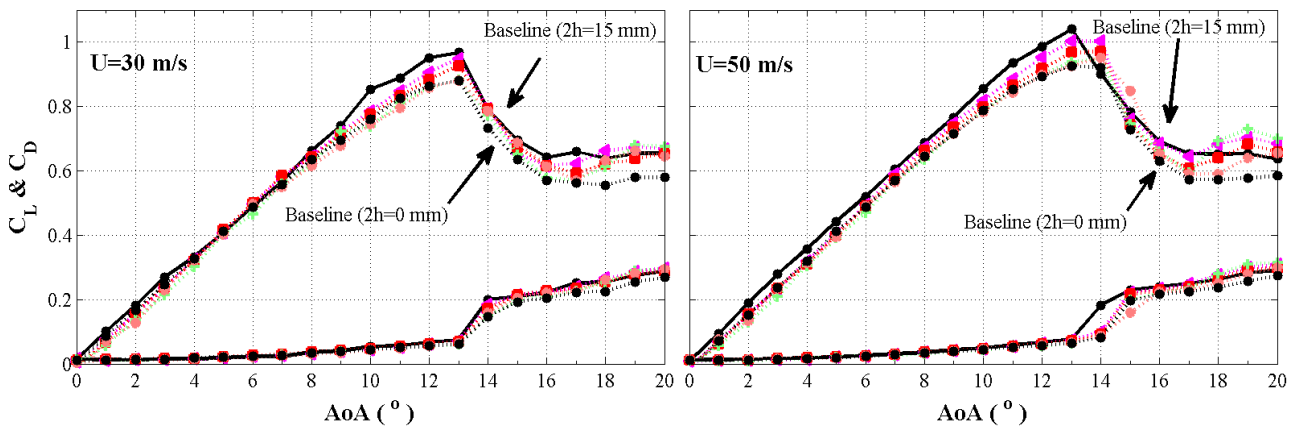 U=30 m/s
Baseline (2h=15 mm)
Baseline (2h=0 mm)
C_L & C_D
1
0.8
0.6
0.4
0.2
0
0 2 4 6 8 10 12 14 16 18 20
AoA ( ° )
U=50 m/s
Baseline (2h=15 mm)
Baseline (2h=0 mm)
0 2 4 6 8 10 12 14 16 18 20
AoA ( ° )